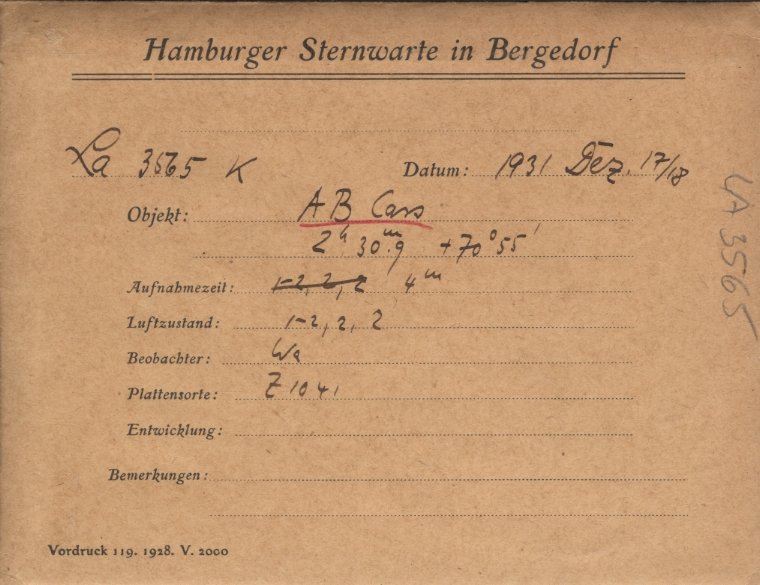 Hamburger Sternwarte in Bergedorf
La 3565 K Datum: 1931 Dez. 17/18
Objekt: AB Cass
2h 30m.9 +70° 55'
Aufnahmezeit: 1-2, 2, 2 4m
Luftzustand: 1-2, 2, 2
Beobachter: Wa
Plattensorte: Z 1041
Entwicklung:
Bemerkungen:
Vordruck 119. 1928. V. 2000
LA 3565